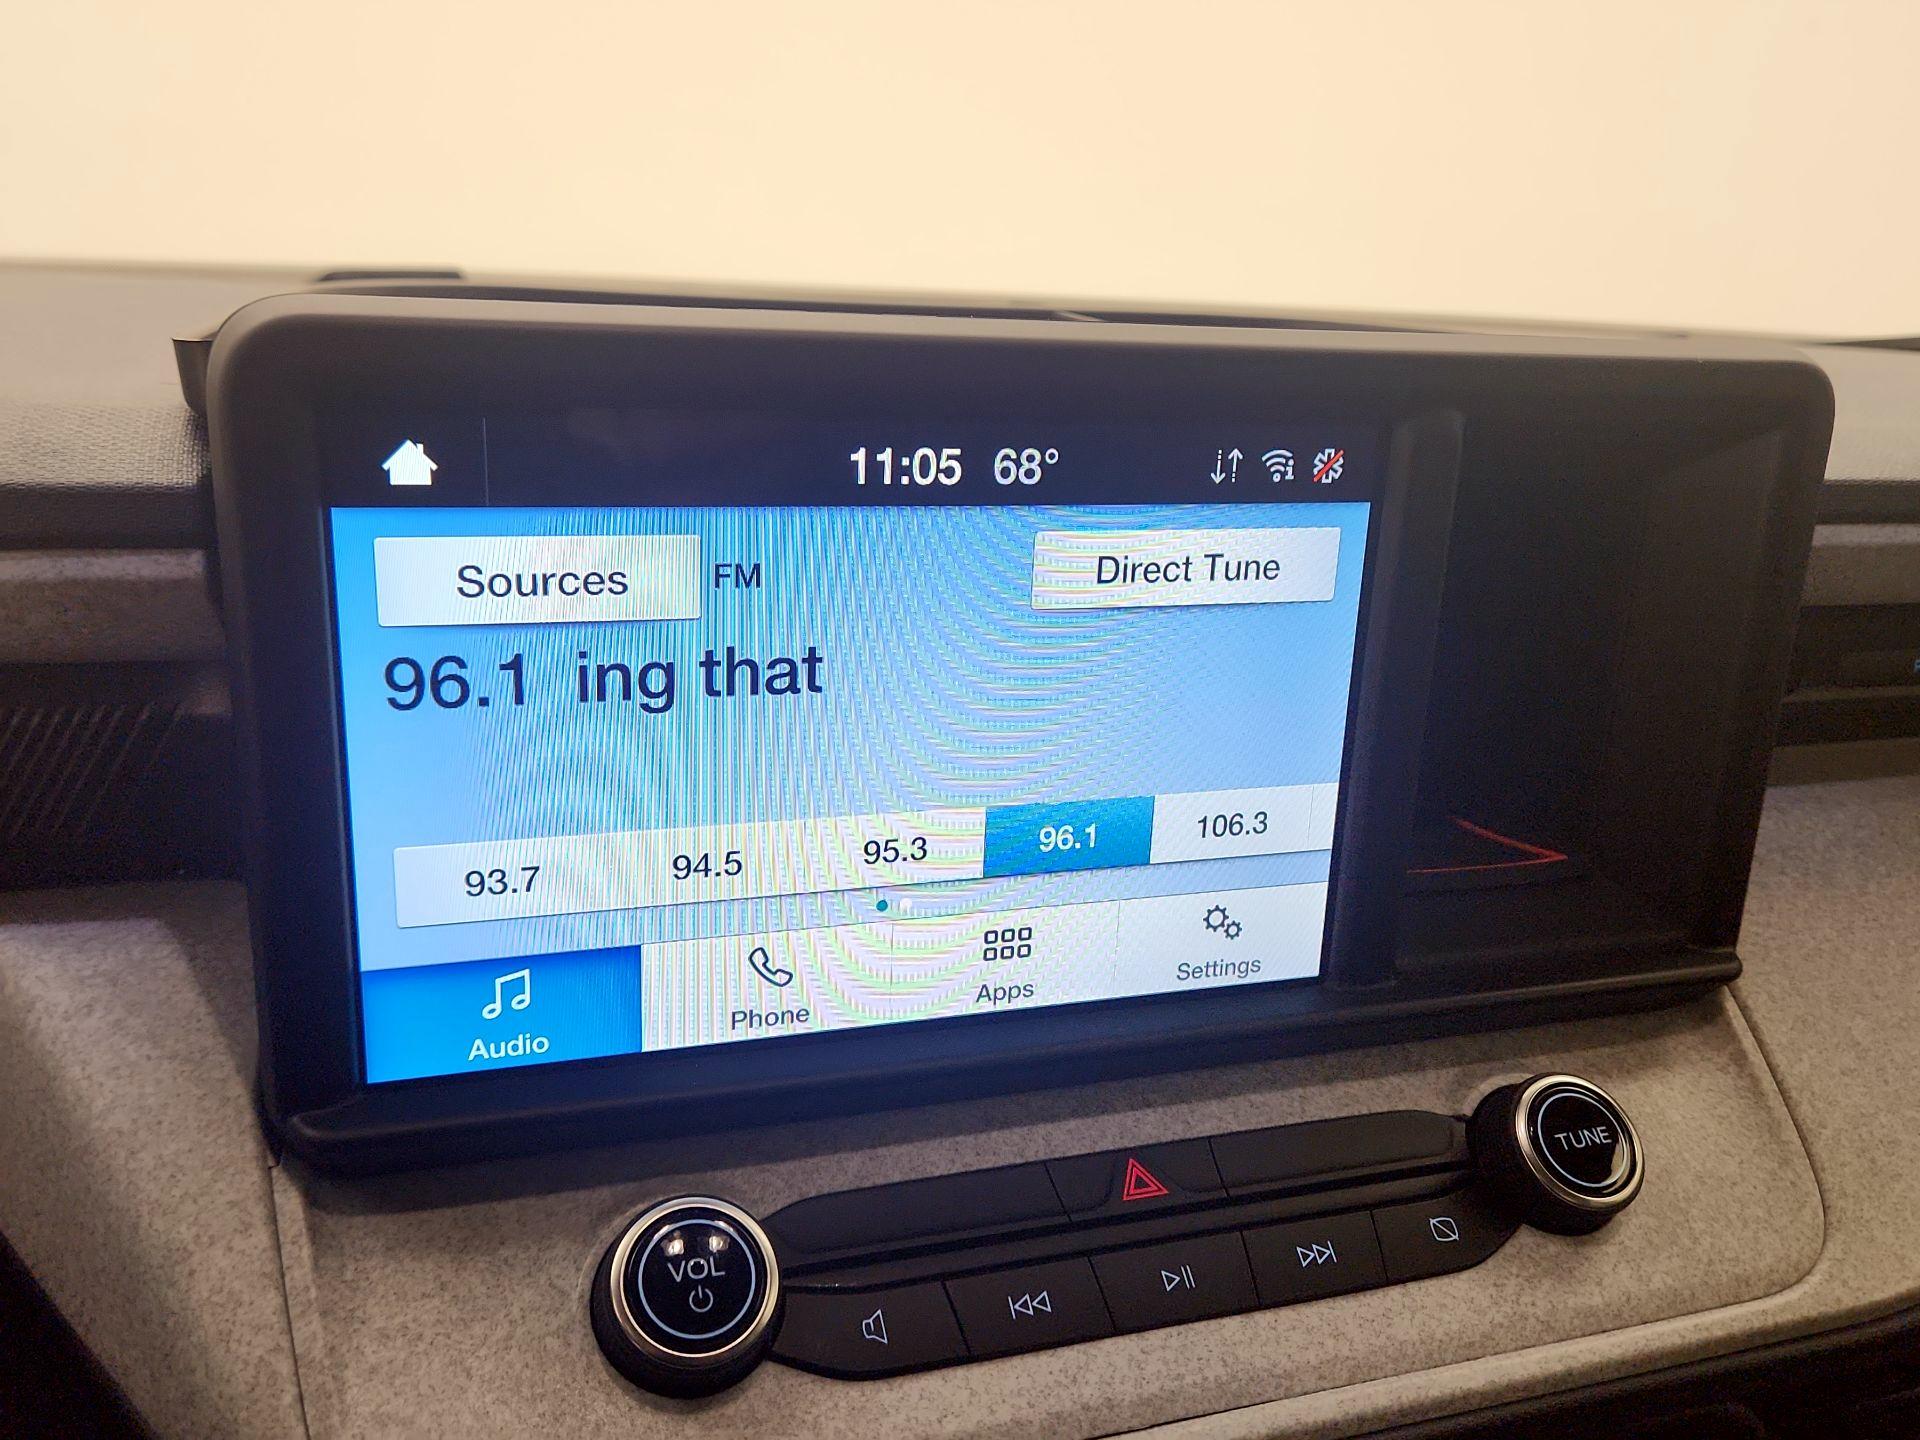 11:05 68°
Sources FM Direct Tune
96.1 ing that
93.7 94.5 95.3 96.1 106.3
Audio Phone Apps Settings
TUNE
VOL